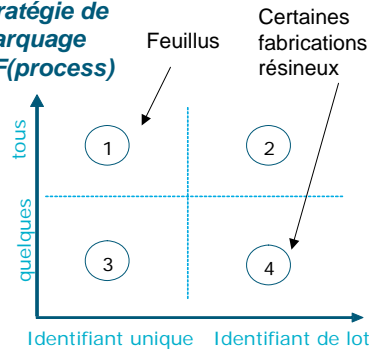 ratégie de
arquage
F(process)
Feuillus
Certaines
fabrications
résineux
tous
quelques
1
2
3
4
Identifiant unique
Identifiant de lot